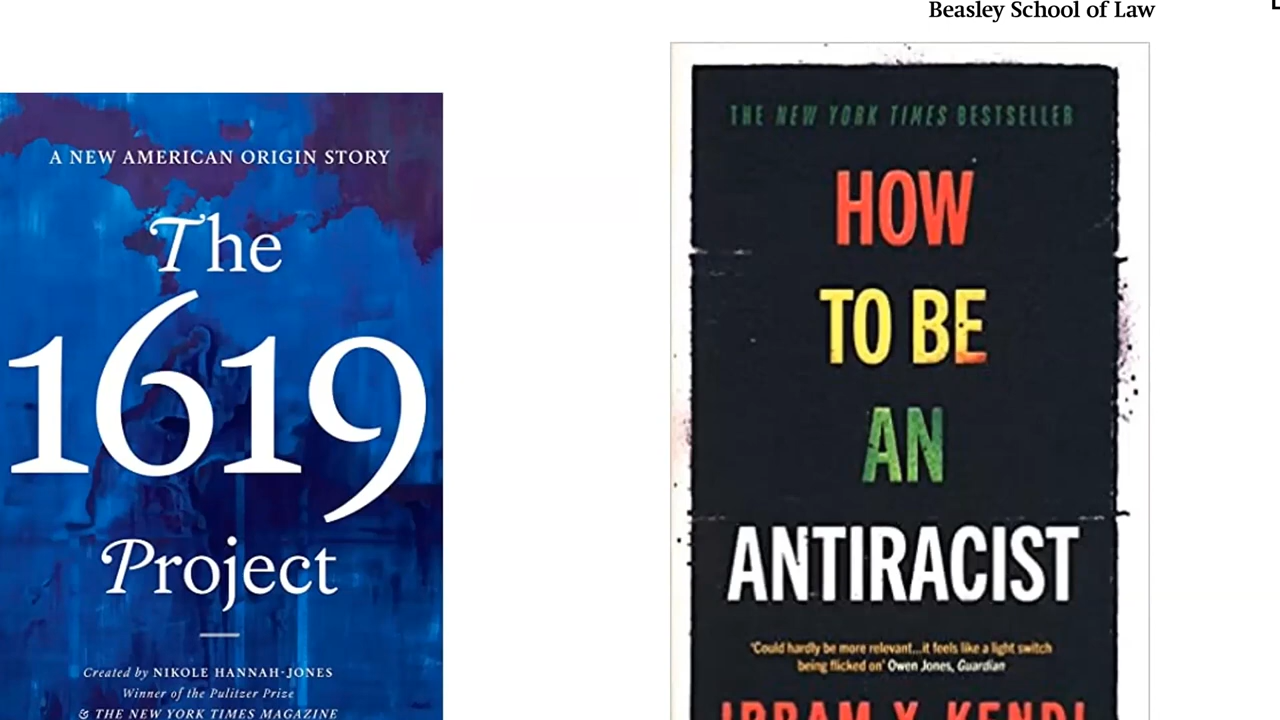 Beasley School of Law
A NEW AMERICAN ORIGIN STORY
The
1619
Project
Created by NIKOLE HANNAH-JONES
Winner of the Pulitzer Prize
& THE NEW YORK TIMES MAGAZINE
THE NEW YORK TIMES BESTSELLER
HOW
TO BE
AN
ANTIRACIST
'Could hardly be more relevant...it feels like a light switch
being flicked on' Owen Jones, Guardian
IBRAM X. KENDI